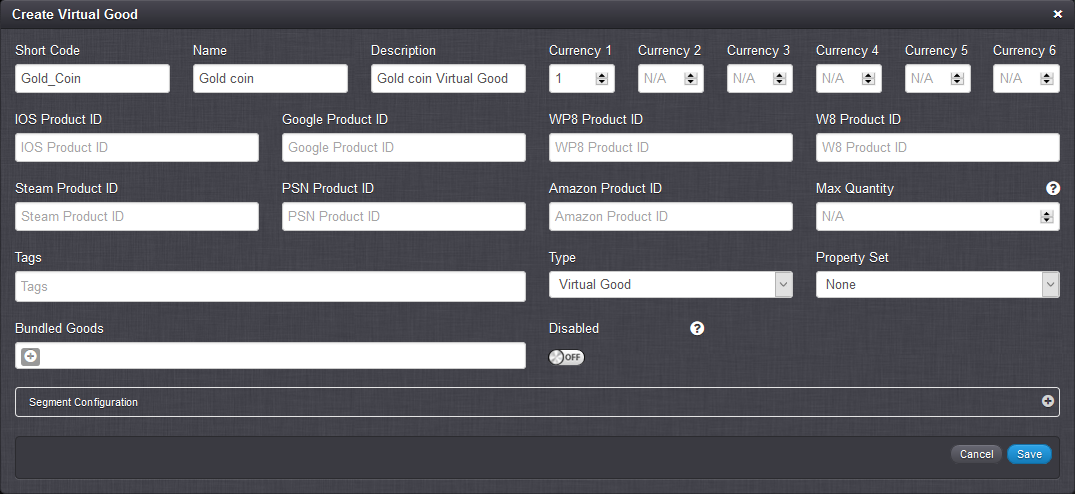 Create Virtual Good
Short Code Name Description Currency 1 Currency 2 Currency 3 Currency 4 Currency 5 Currency 6
Gold_Coin Gold coin Gold coin Virtual Good 1 N/A N/A N/A N/A N/A
IOS Product ID Google Product ID WP8 Product ID W8 Product ID
IOS Product ID Google Product ID WP8 Product ID W8 Product ID
Steam Product ID PSN Product ID Amazon Product ID Max Quantity ?
Steam Product ID PSN Product ID Amazon Product ID N/A
Tags Type Property Set
Tags Virtual Good None
Bundled Goods Disabled ?
OFF
Segment Configuration
Cancel Save